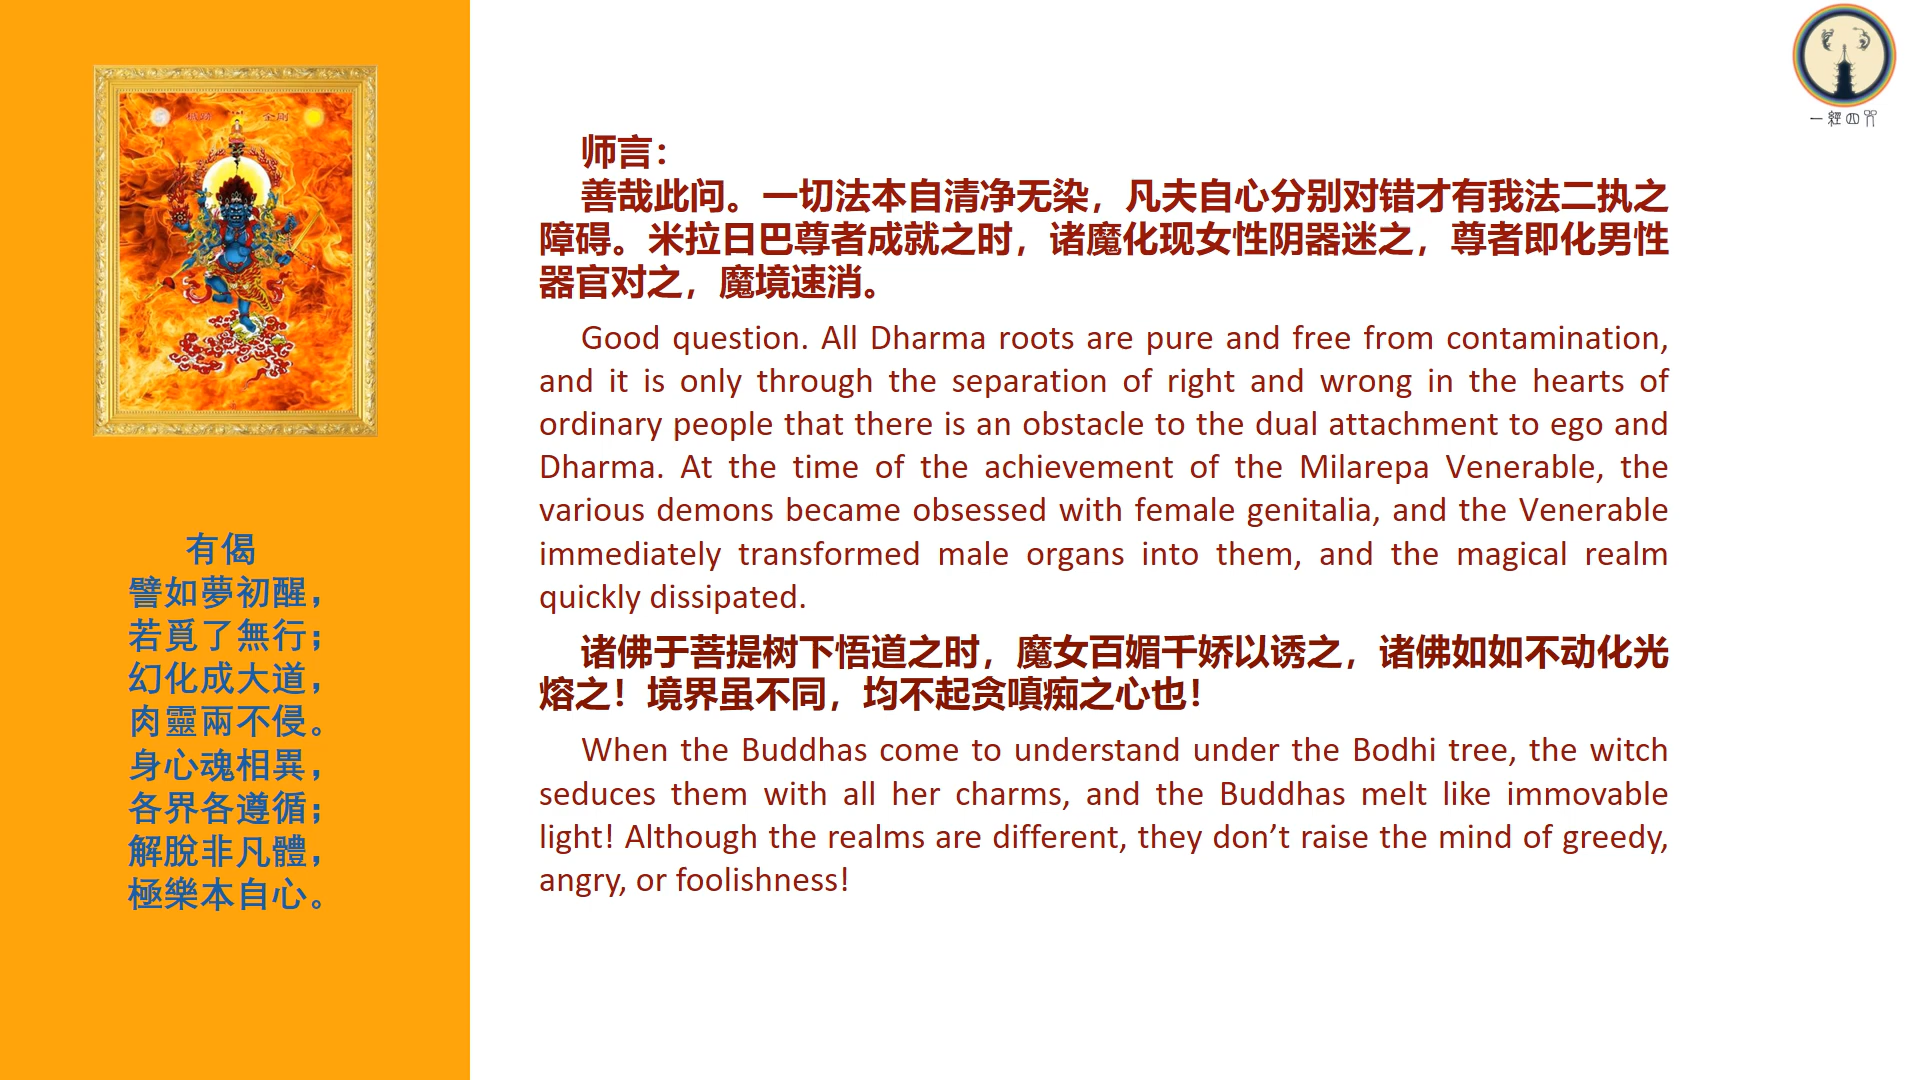 有偈
譬如夢初醒，
若覓了無行；
幻化成大道，
肉靈兩不侵。
身心魂相異，
各界各遵循；
解脫非凡體，
極樂本自心。
师言：
善哉此问。一切法本自清净无染，凡夫自心分别对错才有我法二执之
障碍。米拉日巴尊者成就之时，诸魔化现女性阴器迷之，尊者即化男性
器官对之，魔境速消。
Good question. All Dharma roots are pure and free from contamination,
and it is only through the separation of right and wrong in the hearts of
ordinary people that there is an obstacle to the dual attachment to ego and
Dharma. At the time of the achievement of the Milarepa Venerable, the
various demons became obsessed with female genitalia, and the Venerable
immediately transformed male organs into them, and the magical realm
quickly dissipated.
诸佛于菩提树下悟道之时，魔女百媚千娇以诱之，诸佛如如不动化光
熔之！境界虽不同，均不起贪嗔痴之心也！
When the Buddhas come to understand under the Bodhi tree, the witch
seduces them with all her charms, and the Buddhas melt like immovable
light! Although the realms are different, they don’t raise the mind of greedy,
angry, or foolishness!
一經四咒